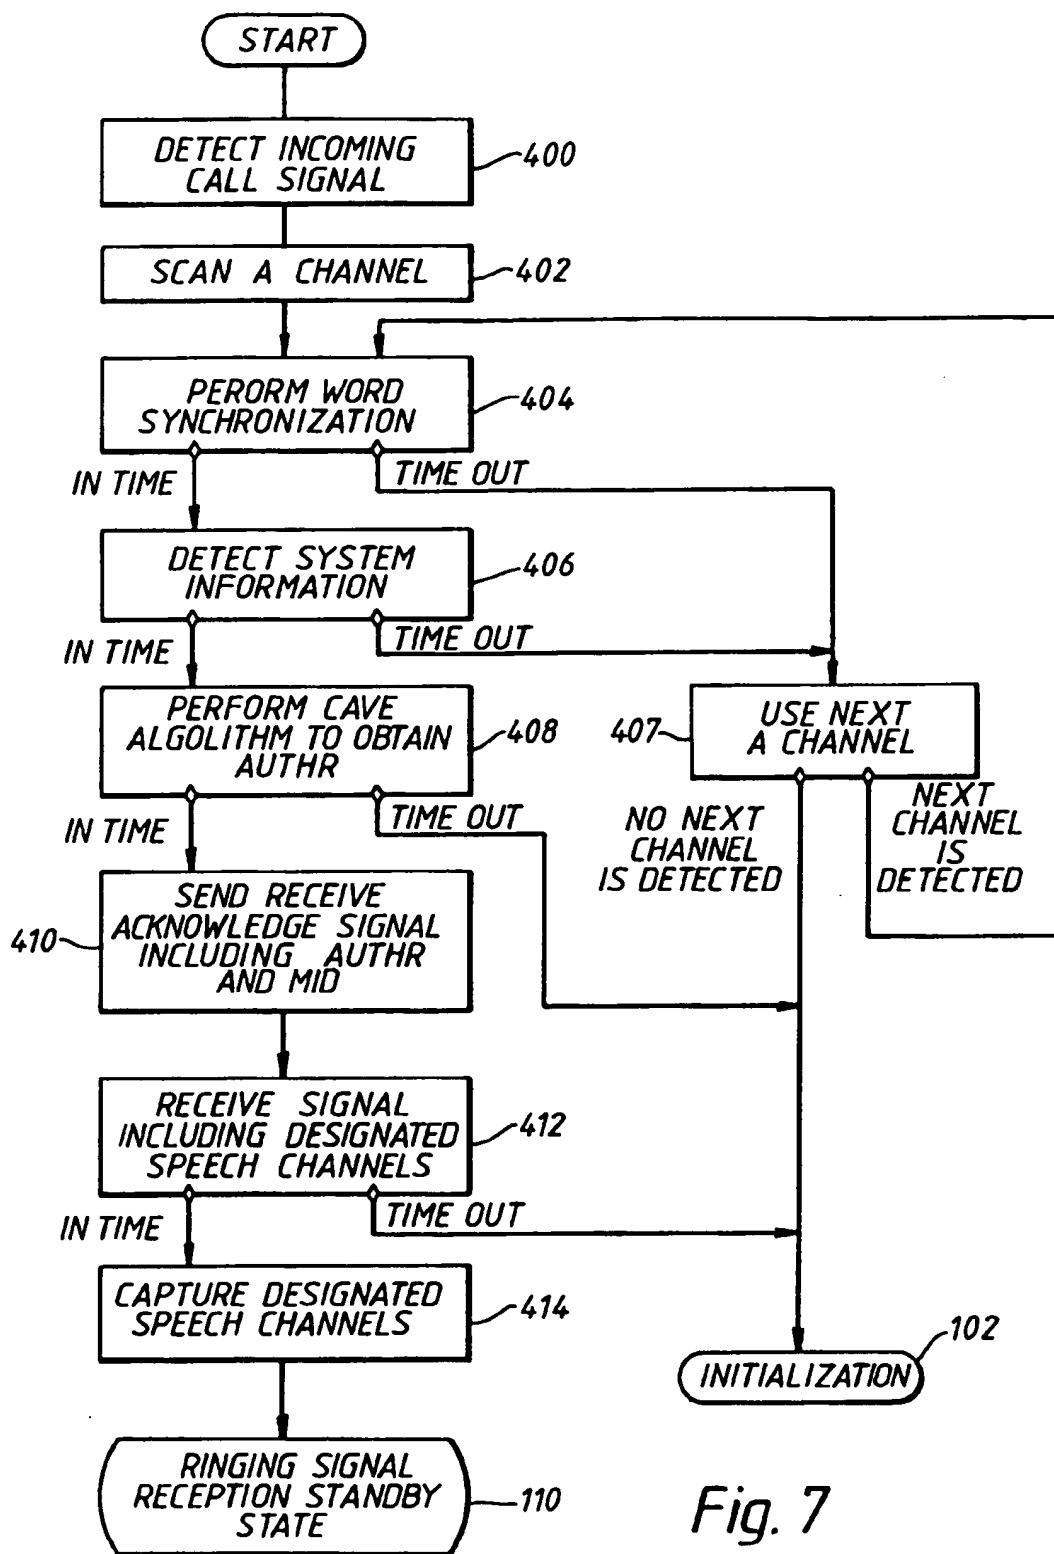 START
DETECT INCOMING
CALL SIGNAL
400
SCAN A CHANNEL
402
PERORM WORD
SYNCHRONIZATION
404
IN TIME
TIME OUT
DETECT SYSTEM
INFORMATION
406
IN TIME
TIME OUT
PERFORM CAVE
ALGOLITHM TO OBTAIN
AUTHR
408
USE NEXT
A CHANNEL
407
IN TIME
TIME OUT
NO NEXT
CHANNEL
IS DETECTED
NEXT
CHANNEL
IS
DETECTED
SEND RECEIVE
ACKNOWLEDGE SIGNAL
INCLUDING AUTHR
AND MID
410
RECEIVE SIGNAL
INCLUDING DESIGNATED
SPEECH CHANNELS
412
IN TIME
TIME OUT
CAPTURE DESIGNATED
SPEECH CHANNELS
414
INITIALIZATION
102
RINGING SIGNAL
RECEPTION STANDBY
STATE
110
Fig. 7